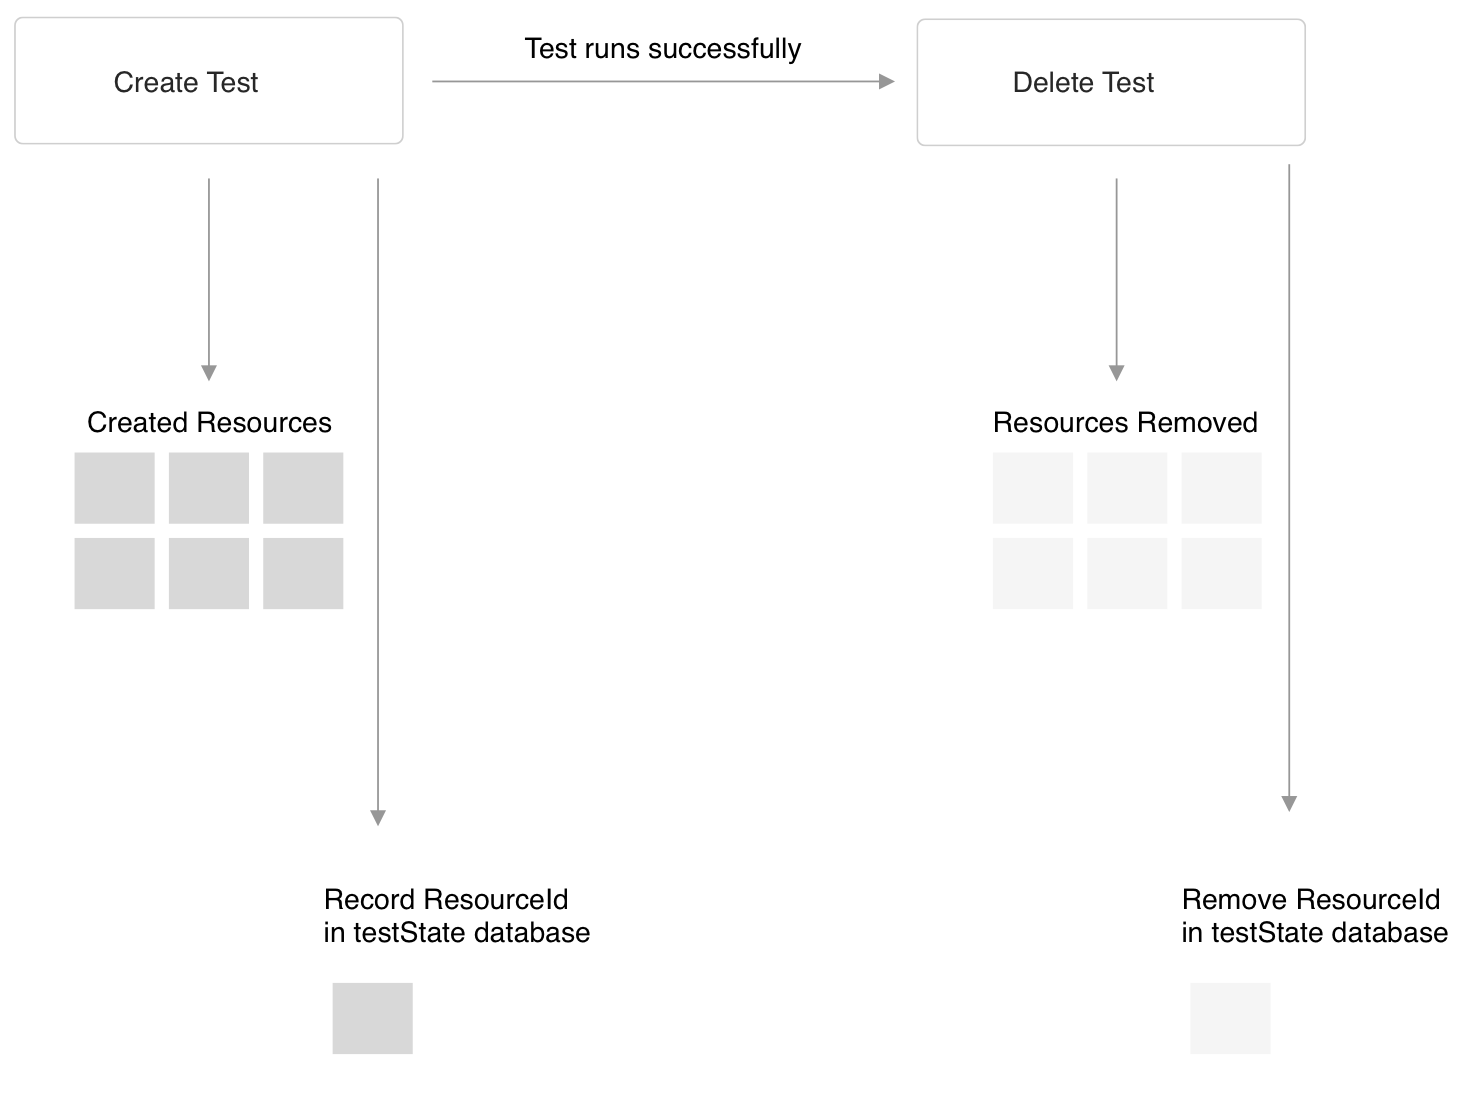 Create Test
Test runs successfully
Delete Test
Created Resources
Resources Removed
Record ResourceId
in testState database
Remove ResourceId
in testState database